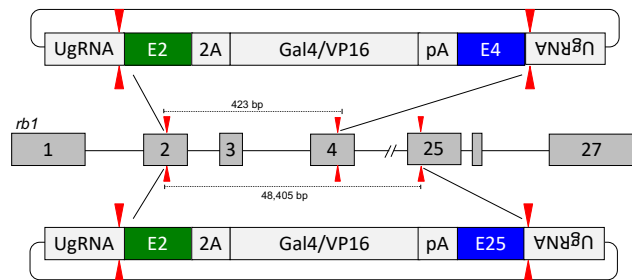 UgRNA E2 2A Gal4/VP16 pA E4 UgRNA
423 bp
rb1
1 2 3 4 25 27
48,405 bp
UgRNA E2 2A Gal4/VP16 pA E25 UgRNA